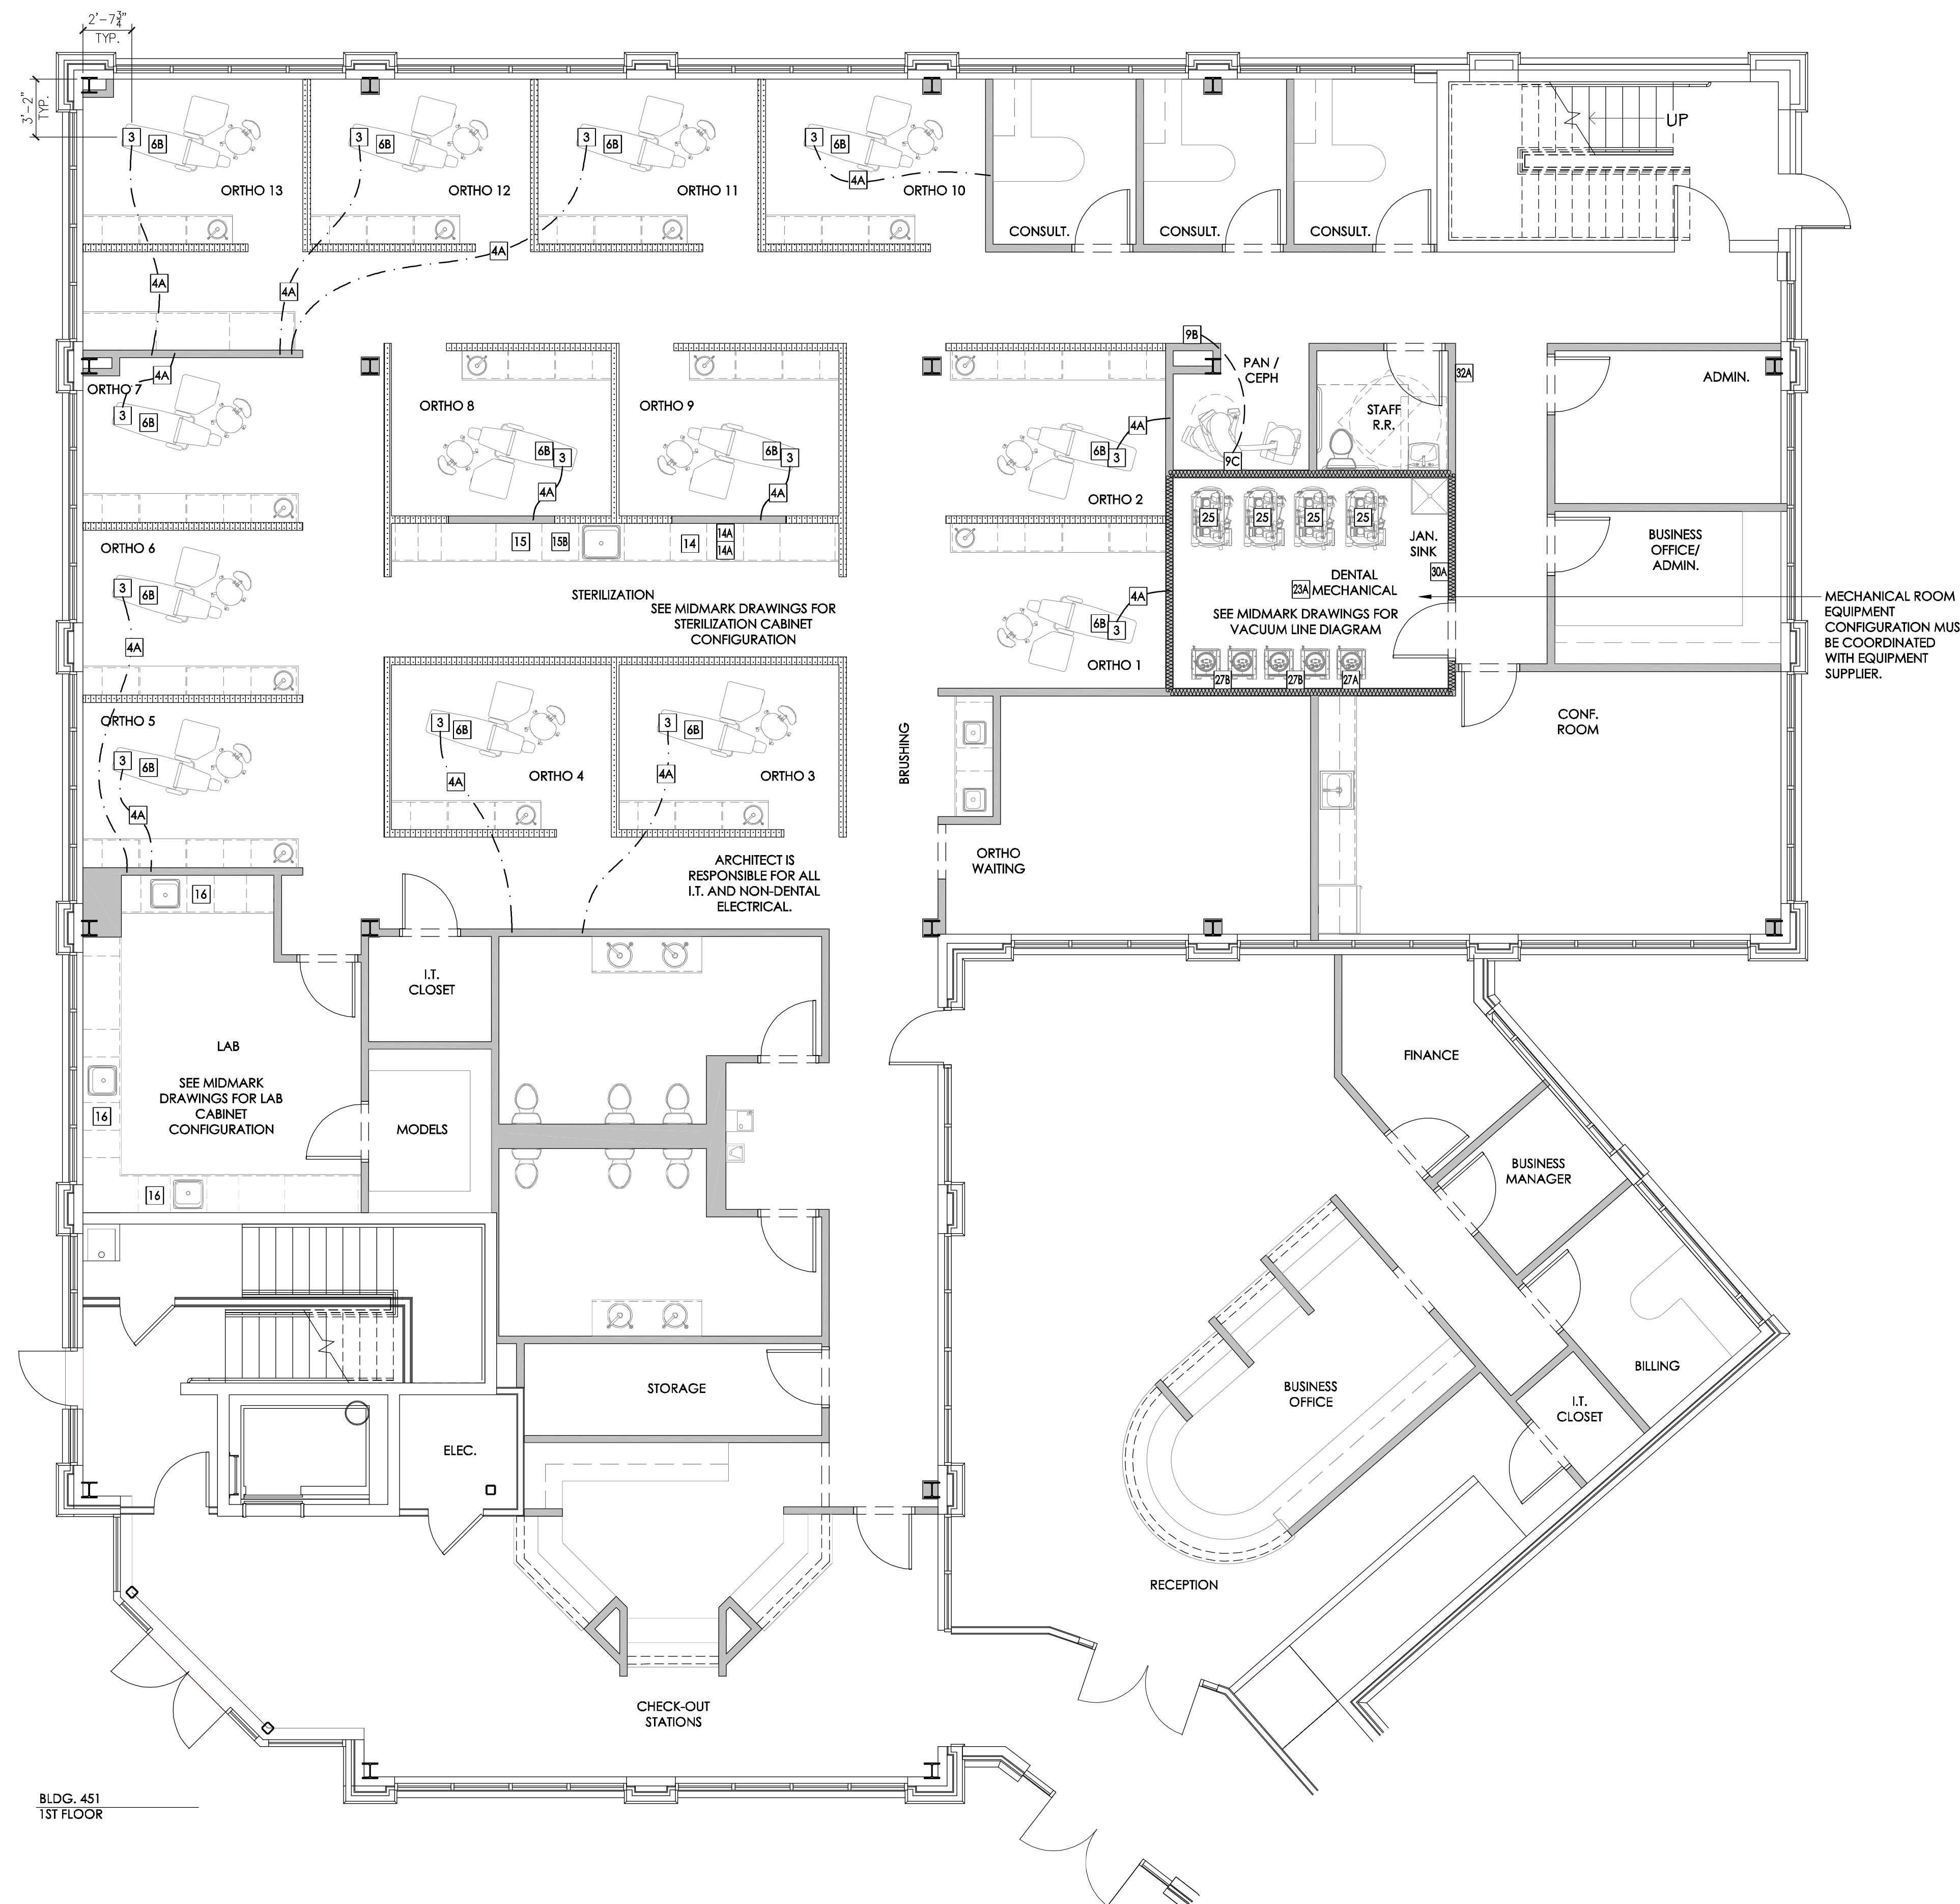 2'-7¾"
TYP.
3'-2"
TYP.
UP
3
6B
3
6B
3
6B
3
6B
4A
ORTHO 13
ORTHO 12
ORTHO 11
ORTHO 10
CONSULT.
CONSULT.
CONSULT.
4A
4A
4A
9B
PAN /
CEPH
32A
ADMIN.
4A
ORTHO 7
3
6B
ORTHO 8
ORTHO 9
6B
3
6B
3
4A
4A
4A
6B
3
ORTHO 2
STAFF
R.R.
9C
15
15B
14
14A
14A
25
25
25
25
JAN.
SINK
30A
BUSINESS
OFFICE/
ADMIN.
ORTHO 6
3
6B
STERILIZATION
SEE MIDMARK DRAWINGS FOR
STERILIZATION CABINET
CONFIGURATION
4A
6B
3
ORTHO 1
DENTAL
23A
MECHANICAL
SEE MIDMARK DRAWINGS FOR
VACUUM LINE DIAGRAM
27B
27B
27A
MECHANICAL ROOM
EQUIPMENT
CONFIGURATION MUS
BE COORDINATED
WITH EQUIPMENT
SUPPLIER.
4A
ORTHO 5
3
6B
4A
3
6B
3
6B
4A
4A
ORTHO 4
ORTHO 3
BRUSHING
CONF.
ROOM
ORTHO
WAITING
ARCHITECT IS
RESPONSIBLE FOR ALL
I.T. AND NON-DENTAL
ELECTRICAL.
16
I.T.
CLOSET
LAB
SEE MIDMARK
DRAWINGS FOR LAB
CABINET
CONFIGURATION
16
16
MODELS
FINANCE
BUSINESS
MANAGER
BILLING
BUSINESS
OFFICE
I.T.
CLOSET
STORAGE
ELEC.
RECEPTION
CHECK-OUT
STATIONS
BLDG. 451
1ST FLOOR